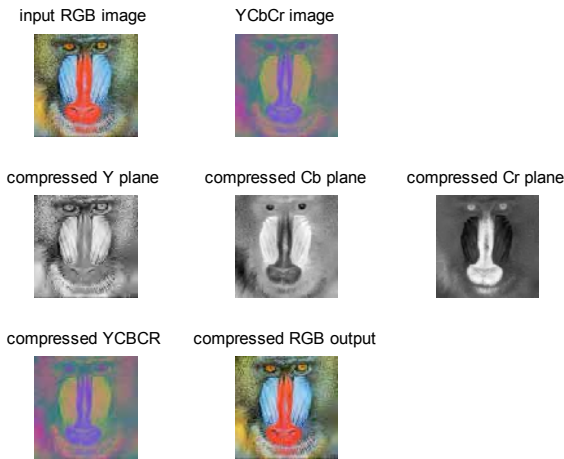 input RGB image
YCbCr image
compressed Y plane
compressed Cb plane
compressed Cr plane
compressed YCBCR
compressed RGB output